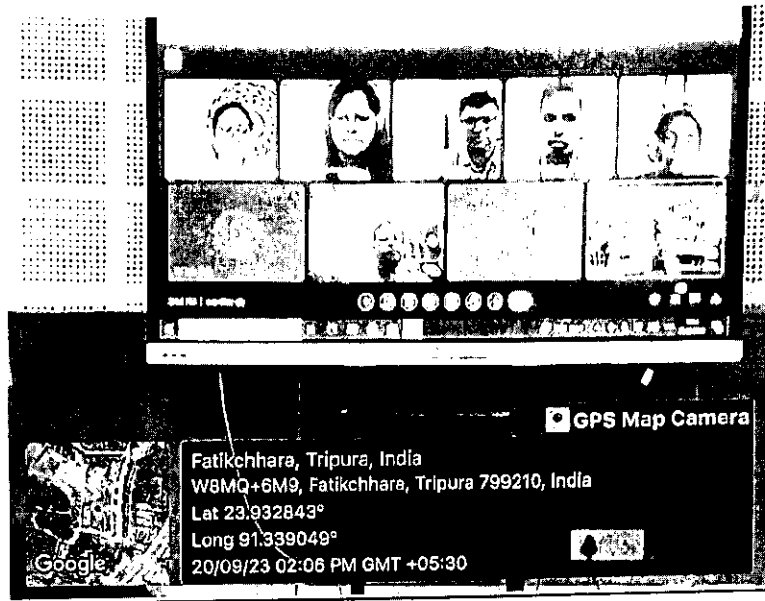 GPS Map Camera
Fatikchhara, Tripura, India
W8MQ+6M9, Fatikchhara, Tripura 799210, India
Lat 23.932843°
Long 91.339049°
20/09/23 02:06 PM GMT +05:30
Google